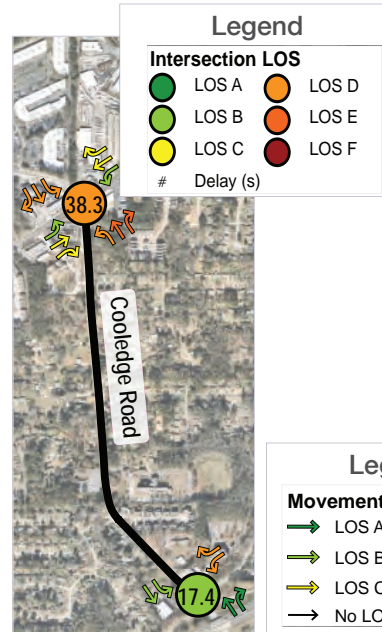 Legend
Intersection LOS
LOS A LOS D
LOS B LOS E
LOS C LOS F
# Delay (s)
38.3
Cooledge Road
17.4
Leg
Movement
LOS A
LOS B
LOS C
No LO